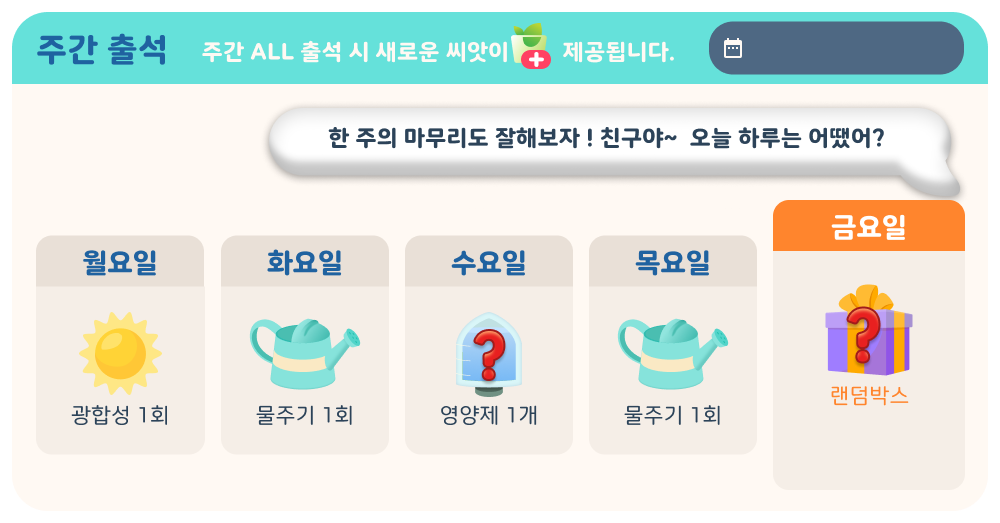 주간 출석
주간 ALL 출석 시 새로운 씨앗이 제공됩니다.
한 주의 마무리도 잘해보자 ! 친구야~ 오늘 하루는 어땠어?
월요일
화요일
수요일
목요일
금요일
?
?
광합성 1회
물주기 1회
영양제 1개
물주기 1회
랜덤박스